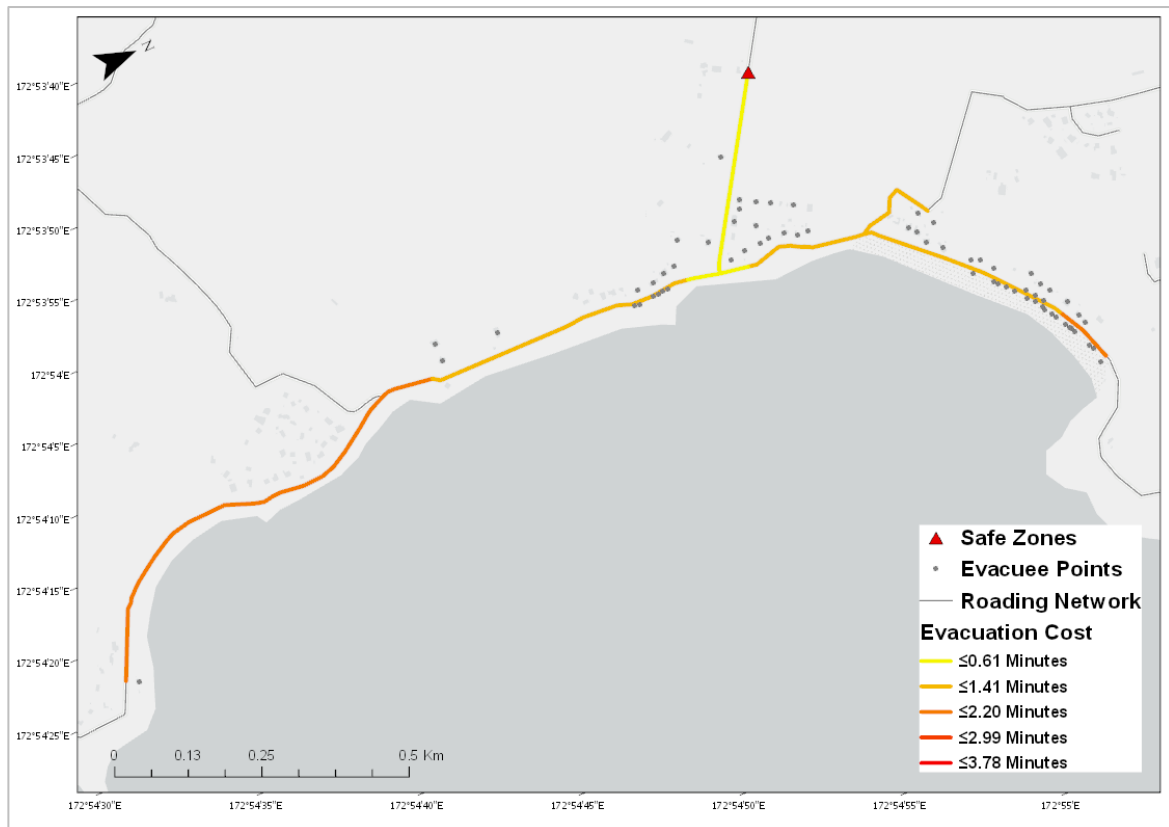 N
172°53'40"E
172°53'45"E
172°53'50"E
172°53'55"E
172°54'E
172°54'5"E
172°54'10"E
172°54'15"E
172°54'20"E
172°54'25"E
Safe Zones
Evacuee Points
Roading Network
Evacuation Cost
≤0.61 Minutes
≤1.41 Minutes
≤2.20 Minutes
≤2.99 Minutes
≤3.78 Minutes
0 0.13 0.25 0.5 Km
172°54'30"E 172°54'35"E 172°54'40"E 172°54'45"E 172°54'50"E 172°54'55"E 172°55'E